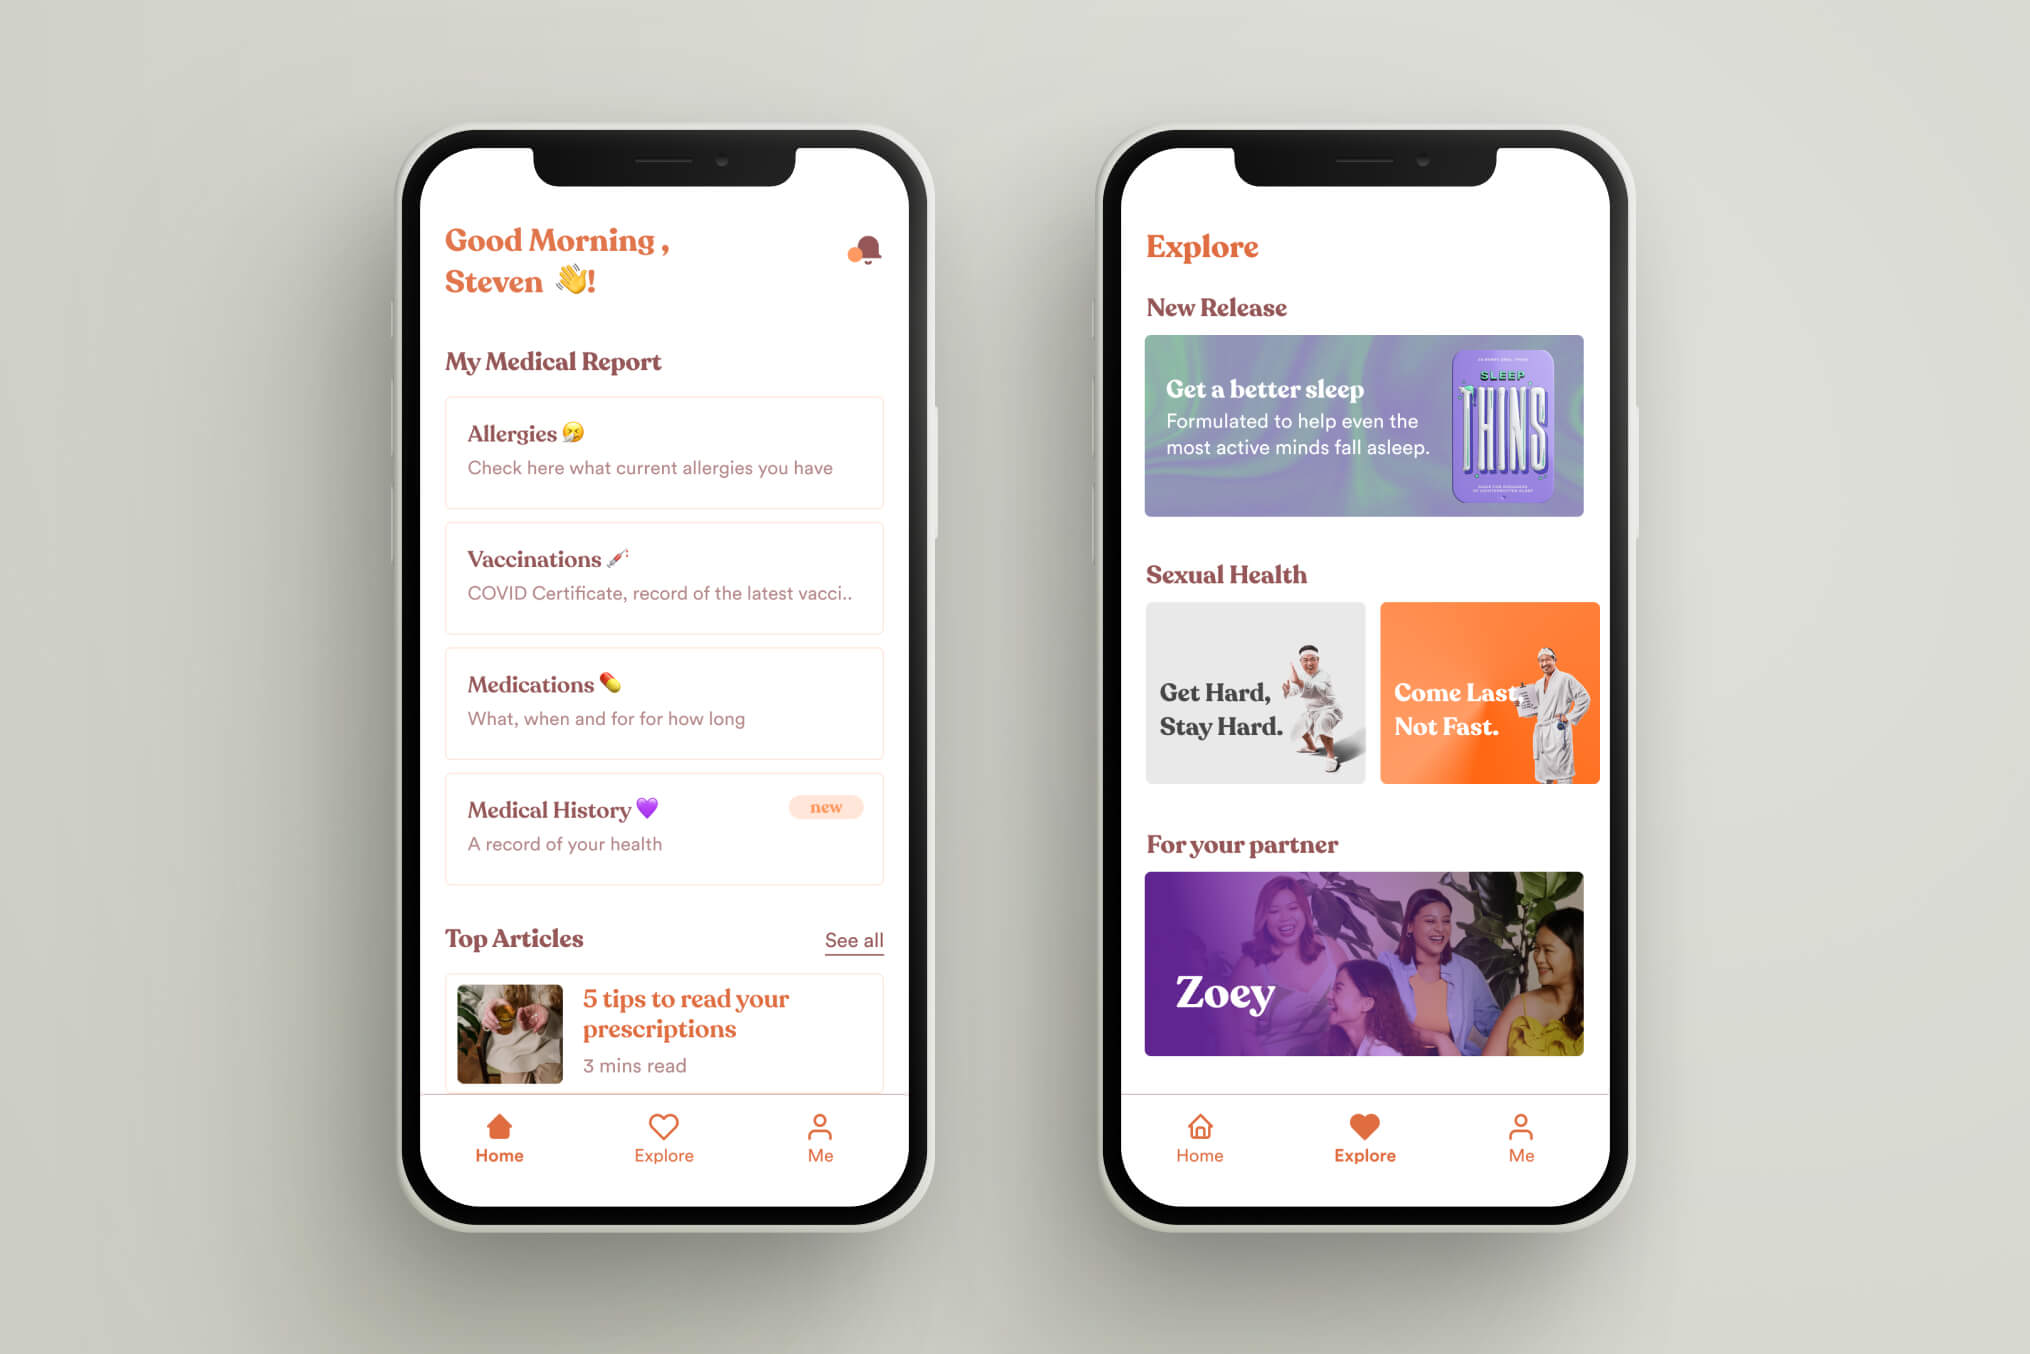 Good Morning ,
Steven 👋!
My Medical Report
Allergies 🤧
Check here what current allergies you have
Vaccinations 💉
COVID Certificate, record of the latest vacci..
Medications 💊
What, when and for for how long
Medical History 💜
new
A record of your health
Top Articles
See all
5 tips to read your
prescriptions
3 mins read
Home
Explore
Me
Explore
New Release
Get a better sleep
Formulated to help even the
most active minds fall asleep.
SLEEP
THINS
Sexual Health
Get Hard,
Stay Hard.
Come Last,
Not Fast.
For your partner
Zoey
Home
Explore
Me